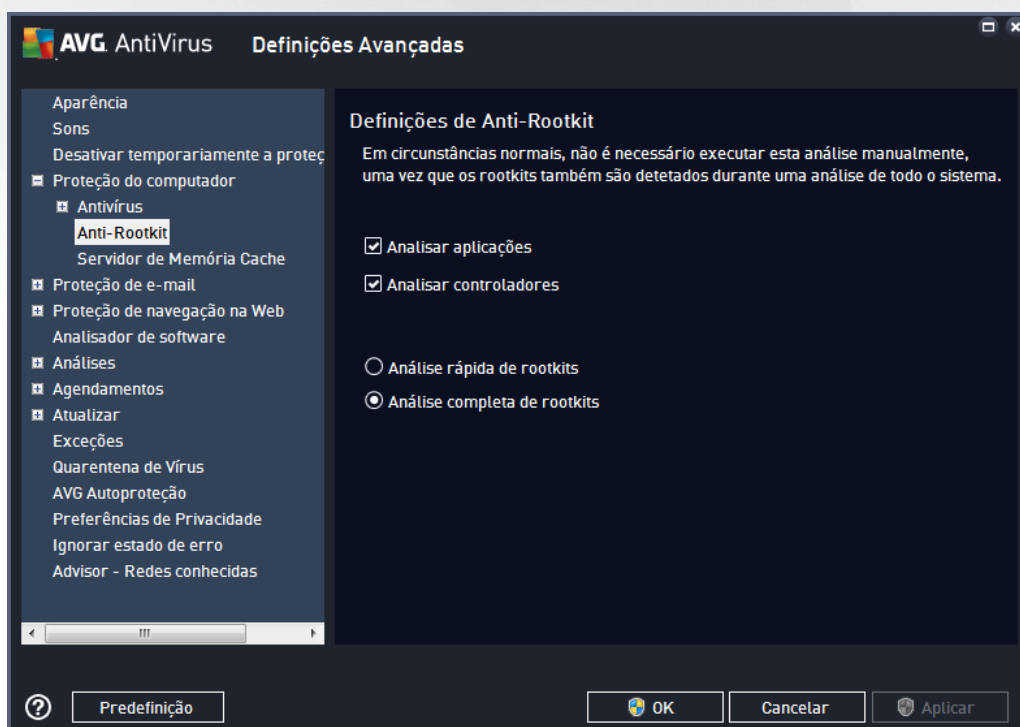 AVG. AntiVirus Definições Avançadas
Aparência
Sons
Desativar temporariamente a proteç
Proteção do computador
Antivírus
Anti-Rootkit
Servidor de Memória Cache
Proteção de e-mail
Proteção de navegação na Web
Analisador de software
Análises
Agendamentos
Atualizar
Exceções
Quarentena de Vírus
AVG Autoproteção
Preferências de Privacidade
Ignorar estado de erro
Advisor - Redes conhecidas
Definições de Anti-Rootkit
Em circunstâncias normais, não é necessário executar esta análise manualmente,
uma vez que os rootkits também são detetados durante uma análise de todo o sistema.
Analisar aplicações
Analisar controladores
Análise rápida de rootkits
Análise completa de rootkits
Predefinição
OK
Cancelar
Aplicar